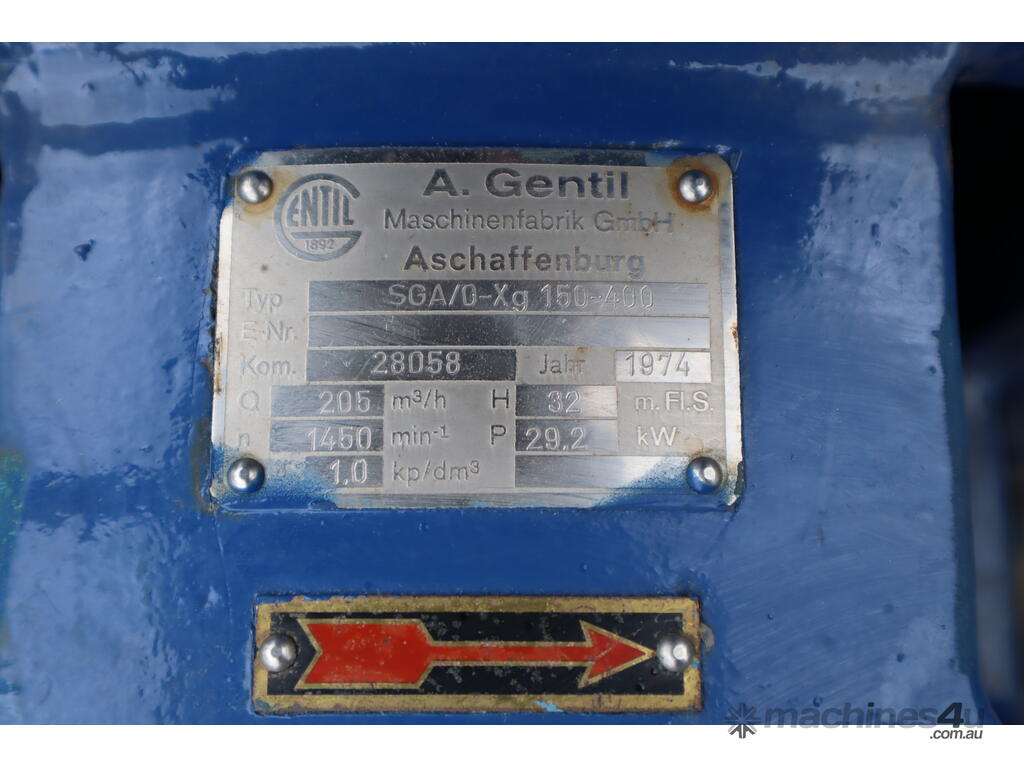 GENTIL
1892
A. Gentil
Maschinenfabrik GmbH
Aschaffenburg
Typ SGA/0-Xg 150-400
E-Nr.
Kom. 28058 Jahr 1974
Q 205 m³/h H 32 m.Fl.S.
n 1450 min-¹ P 29.2 kW
1.0 kp/dm³
machines4u
.com.au